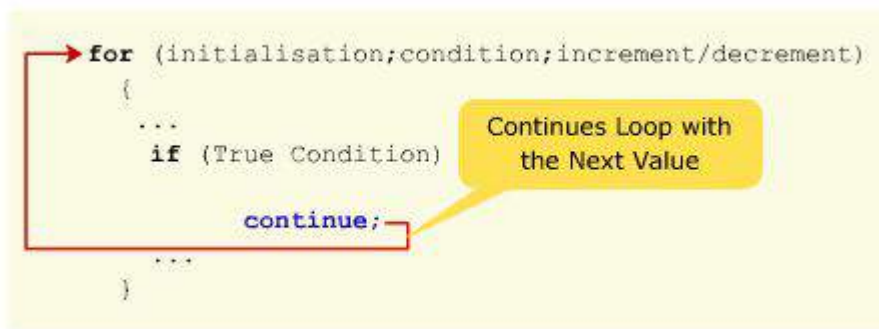 for (initialisation;condition;increment/decrement)
{
...
if (True Condition)
Continues Loop with
the Next Value
continue;
...
}